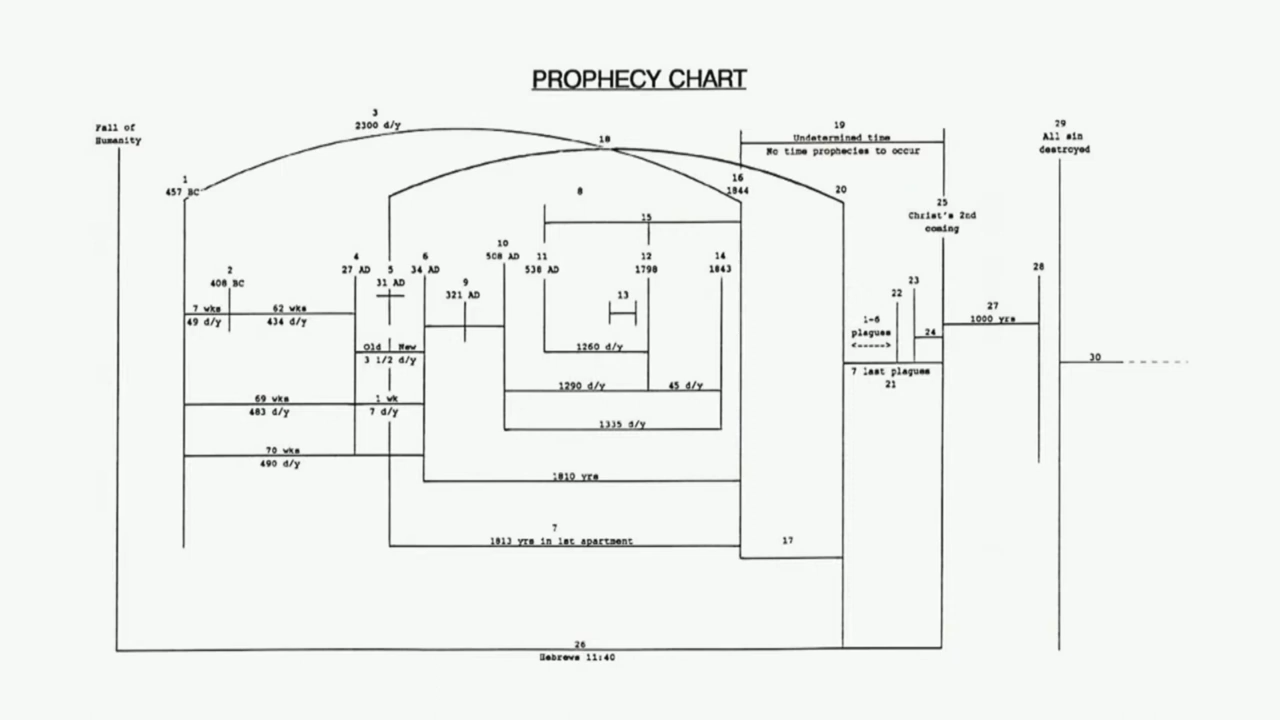 PROPHECY CHART
3
2300 d/y
Fall of
Humanity
18
19
Undetermined time
No time prophecies to occur
29
All sin
destroyed
1
457 BC
8
16
1844
20
15
25
Christ's 2nd
coming
2
408 BC
4
27 AD
5
31 AD
6
34 AD
9
321 AD
10
508 AD
11
538 AD
12
1798
14
1843
13
28
23
22
7 wks
49 d/y
62 wks
434 d/y
1-6
plagues
<----->
24
27
1000 yrs
Old
New
3 1/2 d/y
1260 d/y
30
7 last plagues
21
1290 d/y
45 d/y
69 wks
483 d/y
1 wk
7 d/y
1335 d/y
70 wks
490 d/y
1810 yrs
7
1813 yrs in 1st apartment
17
26
Hebrews 11:40